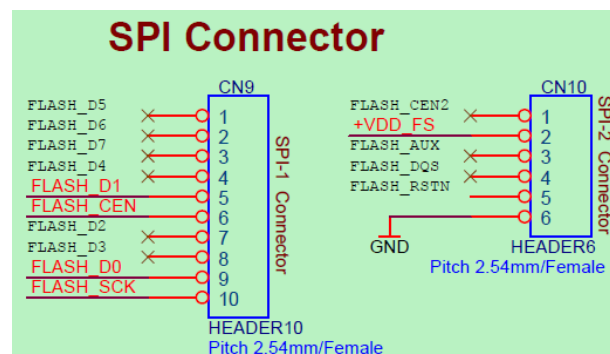 SPI Connector
CN9
FLASH_D5
1
FLASH_D6
2
FLASH_D7
3
FLASH_D4
4
FLASH_D1
5
FLASH_CEN
6
FLASH_D2
7
FLASH_D3
8
FLASH_D0
9
FLASH_SCK
10
SPI-1 Connector
HEADER10
Pitch 2.54mm/Female
CN10
FLASH_CEN2
1
+VDD_FS
2
FLASH_AUX
3
FLASH_DQS
4
FLASH_RSTN
5
6
GND
SPI-2 Connector
HEADER6
Pitch 2.54mm/Female